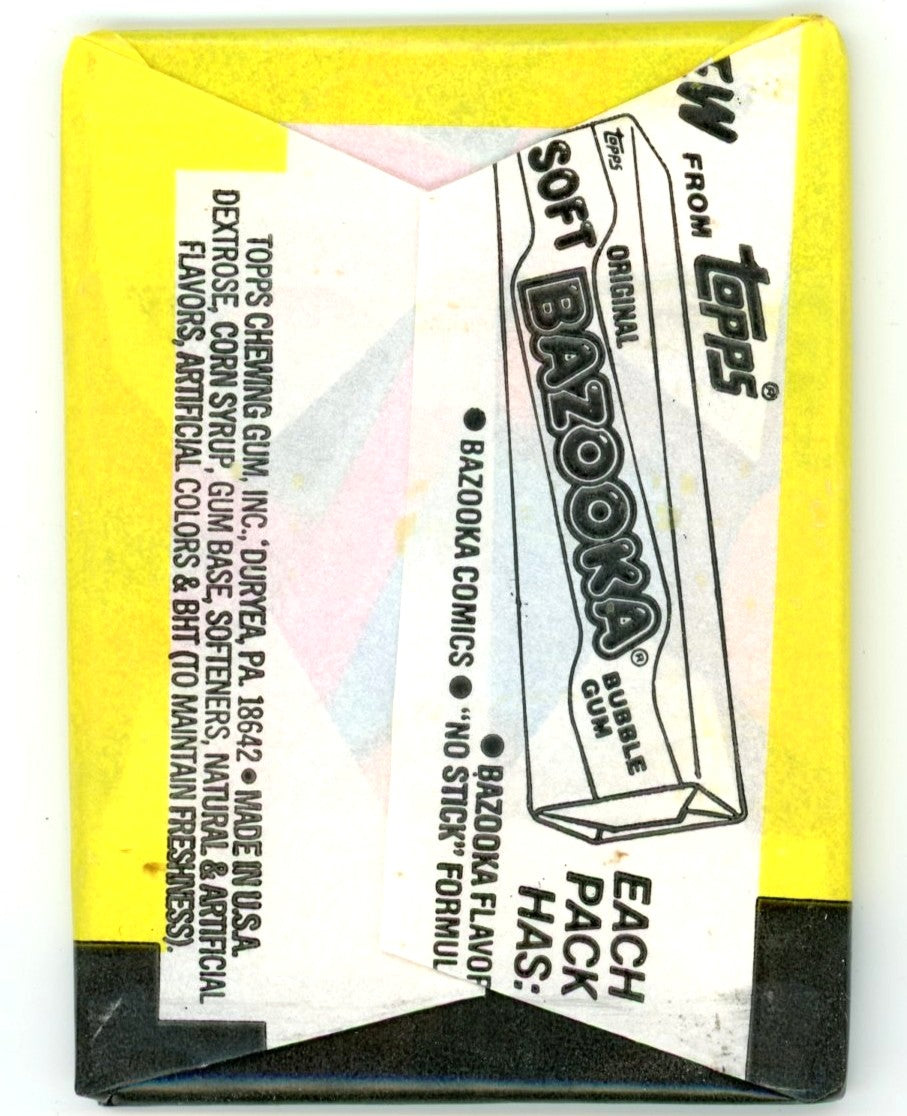 EW FROM topps®
topps
ORIGINAL
SOFT BAZOOKA® BUBBLE
GUM
EACH
PACK
HAS:
● BAZOOKA FLAVOR
● BAZOOKA COMICS ● "NO STICK" FORMUL
TOPPS CHEWING GUM, INC., DURYEA, PA. 18642 ● MADE IN U.S.A.
DEXTROSE, CORN SYRUP, GUM BASE, SOFTENERS, NATURAL & ARTIFICIAL
FLAVORS, ARTIFICIAL COLORS & BHT (TO MAINTAIN FRESHNESS).